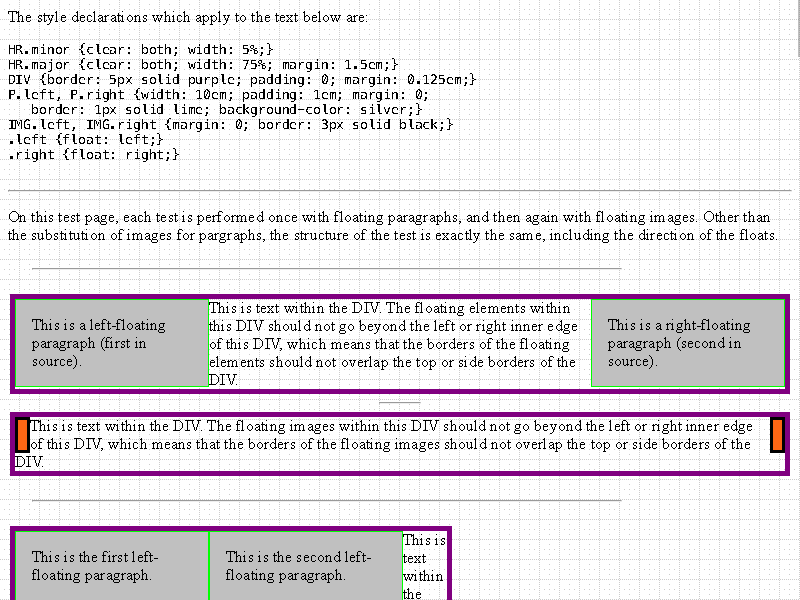 The style declarations which apply to the text below are:
HR.minor {clear: both; width: 5%;}
HR.major {clear: both; width: 75%; margin: 1.5cm;}
DIV {border: 5px solid purple; padding: 0; margin: 0.125cm;}
P.left, P.right {width: 10cm; padding: 1cm; margin: 0;
border: 1px solid lime; background-color: silver;}
IMG.left, IMG.right {margin: 0; border: 3px solid black;}
.left {float: left;}
.right {float: right;}
On this test page, each test is performed once with floating paragraphs, and then again with floating images. Other than
the substitution of images for pargraphs, the structure of the test is exactly the same, including the direction of the floats.
This is a left-floating
paragraph (first in
source).
This is text within the DIV. The floating elements within
this DIV should not go beyond the left or right inner edge
of this DIV, which means that the borders of the floating
elements should not overlap the top or side borders of the
DIV.
This is a right-floating
paragraph (second in
source).
This is text within the DIV. The floating images within this DIV should not go beyond the left or right inner edge
of this DIV, which means that the borders of the floating images should not overlap the top or side borders of the
DIV.
This is the first left-
floating paragraph.
This is the second left-
floating paragraph.
This is
text
within
the